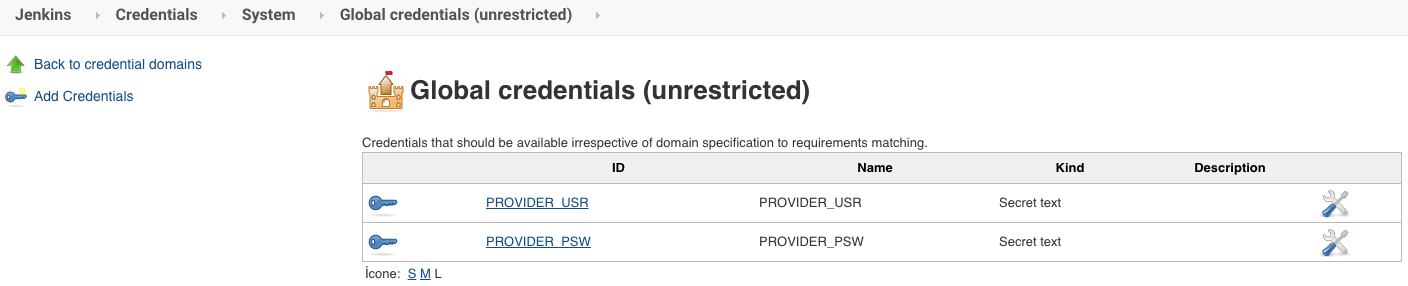 Jenkins Credentials System Global credentials (unrestricted)
Back to credential domains
Add Credentials
Global credentials (unrestricted)
Credentials that should be available irrespective of domain specification to requirements matching.
ID Name Kind Description
PROVIDER_USR PROVIDER_USR Secret text
PROVIDER_PSW PROVIDER_PSW Secret text
Ícone: S M L